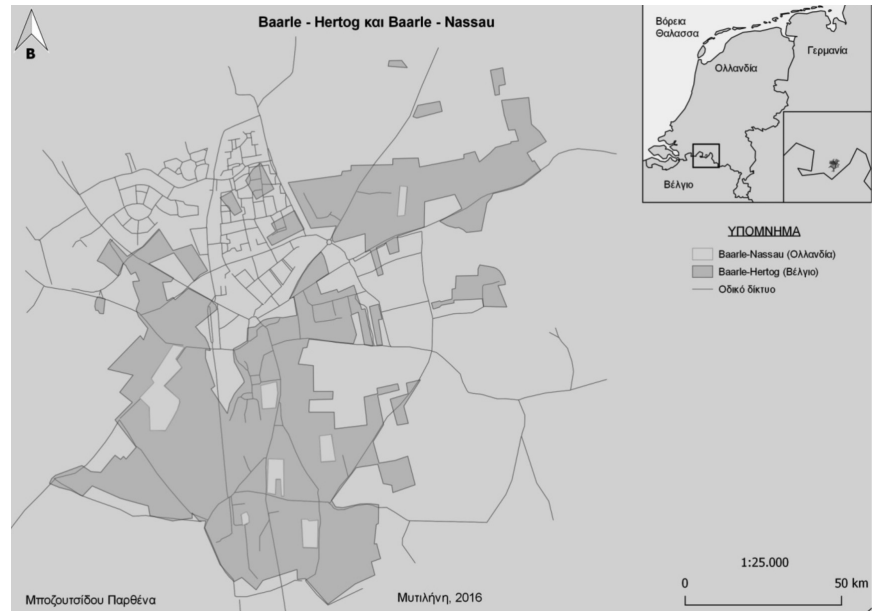 Baarle - Hertog και Baarle - Nassau
Β
Βόρεια
Θαλασσα
Ολλανδία
Γερμανία
Βέλγιο
ΥΠΟΜΝΗΜΑ
Baarle-Nassau (Ολλανδία)
Baarle-Hertog (Βέλγιο)
Οδικό δίκτυο
1:25.000
0 50 km
Μποζουτσίδου Παρθένα
Μυτιλήνη, 2016